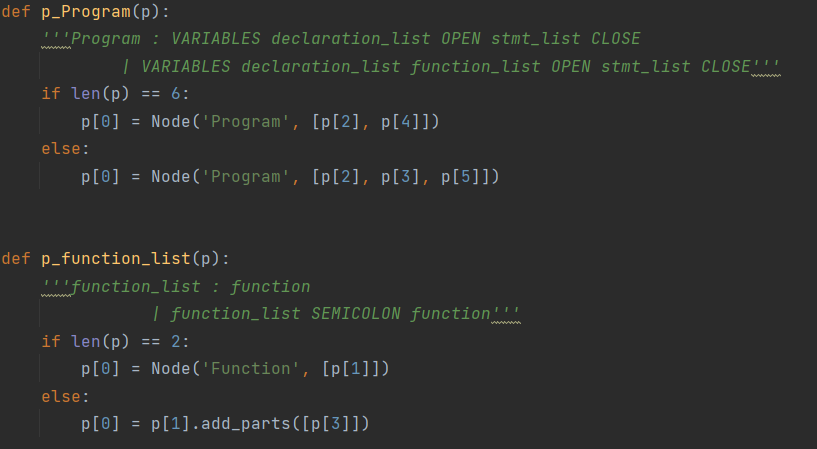 def p_Program(p):
    '''Program : VARIABLES declaration_list OPEN stmt_list CLOSE
            | VARIABLES declaration_list function_list OPEN stmt_list CLOSE'''
    if len(p) == 6:
        p[0] = Node('Program', [p[2], p[4]])
    else:
        p[0] = Node('Program', [p[2], p[3], p[5]])
def p_function_list(p):
    '''function_list : function
               | function_list SEMICOLON function'''
    if len(p) == 2:
        p[0] = Node('Function', [p[1]])
    else:
        p[0] = p[1].add_parts([p[3]])